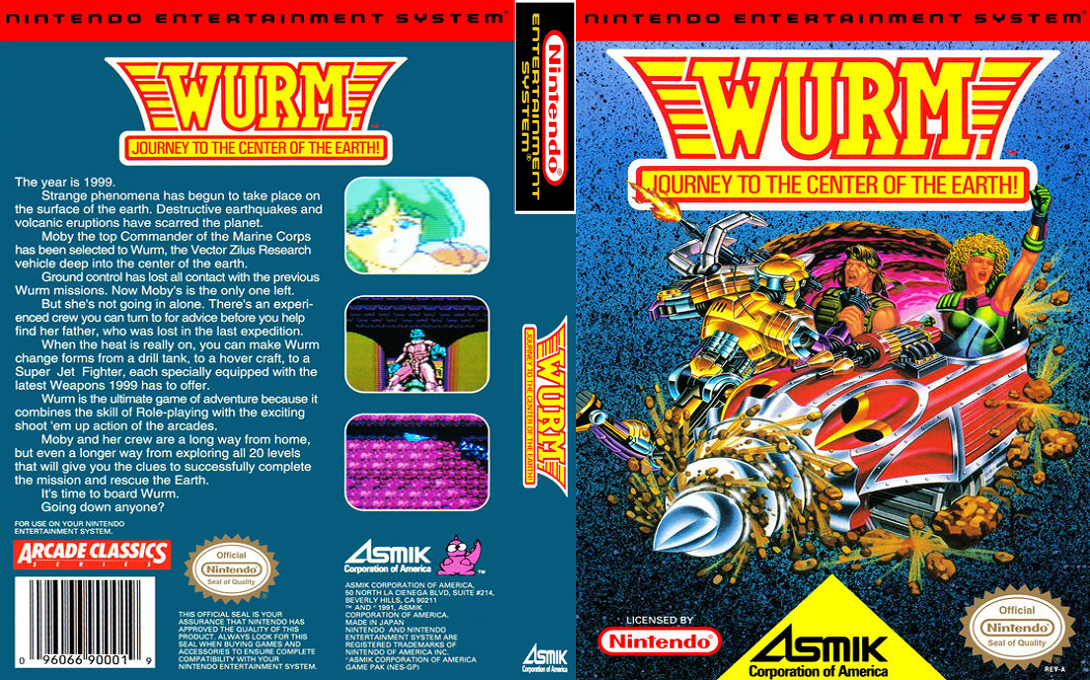 NINTENDO ENTERTAINMENT SYSTEM™
WURM™
JOURNEY TO THE CENTER OF THE EARTH!
The year is 1999.
Strange phenomena has begun to take place on
the surface of the earth. Destructive earthquakes and
volcanic eruptions have scarred the planet.
Moby the top Commander of the Marine Corps
has been selected to Wurm, the Vector Zilus Research
vehicle deep into the center of the earth.
Ground control has lost all contact with the previous
Wurm missions. Now Moby's is the only one left.
But she's not going in alone. There's an experi-
enced crew you can turn to for advice before you help
find her father, who was lost in the last expedition.
When the heat is really on, you can make Wurm
change forms from a drill tank, to a hover craft, to a
Super Jet Fighter, each specially equipped with the
latest Weapons 1999 has to offer.
Wurm is the ultimate game of adventure because it
combines the skill of Role-playing with the exciting
shoot 'em up action of the arcades.
Moby and her crew are a long way from home,
but even a longer way from exploring all 20 levels
that will give you the clues to successfully complete
the mission and rescue the Earth.
It's time to board Wurm.
Going down anyone?
FOR USE ON YOUR NINTENDO
ENTERTAINMENT SYSTEM.
ARCADE CLASSICS
SERIES
0 96066 90001 9
Official
Nintendo®
Seal of Quality
THIS OFFICIAL SEAL IS YOUR
ASSURANCE THAT NINTENDO HAS
APPROVED THE QUALITY OF THIS
PRODUCT. ALWAYS LOOK FOR THIS
SEAL WHEN BUYING GAMES AND
ACCESSORIES TO ENSURE COMPLETE
COMPATIBILITY WITH YOUR
NINTENDO ENTERTAINMENT SYSTEM.
ASMIK
Corporation of America
™
ASMIK CORPORATION OF AMERICA,
50 NORTH LA CIENEGA BLVD, SUITE #214,
BEVERLY HILLS, CA 90211
™ AND © 1991, ASMIK
CORPORATION OF AMERICA.
MADE IN JAPAN
NINTENDO AND NINTENDO
ENTERTAINMENT SYSTEM ARE
REGISTERED TRADEMARKS OF
NINTENDO OF AMERICA INC.
©ASMIK CORPORATION OF AMERICA
GAME PAK (NES-GP)
Nintendo®
ENTERTAINMENT
SYSTEM®
WURM
JOURNEY TO THE CENTER OF THE EARTH!
ASMIK
Corporation of America
NINTENDO ENTERTAINMENT SYSTEM™
WURM™
JOURNEY TO THE CENTER OF THE EARTH!
LICENSED BY
Nintendo®
ASMIK
Corporation of America
Official
Nintendo®
Seal of Quality
REV-A